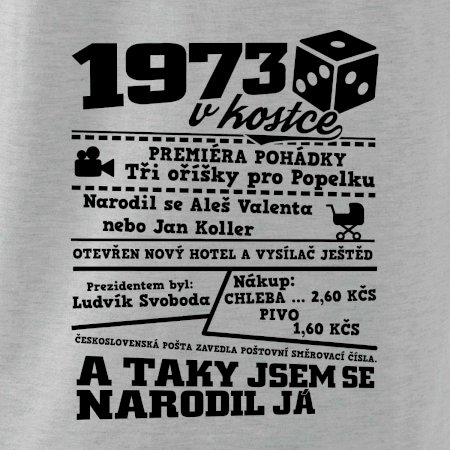 1973
v kostce
PREMIÉRA POHÁDKY
Tři oříšky pro Popelku
Narodil se Aleš Valenta
nebo Jan Koller
OTEVŘEN NOVÝ HOTEL A VYSÍLAČ JEŠTĚD
Prezidentem byl:
Ludvík Svoboda
Nákup:
CHLEBA ... 2,60 KČS
PIVO
1,60 KČS
ČESKOSLOVENSKÁ POŠTA ZAVEDLA POŠTOVNÍ SMĚROVACÍ ČÍSLA.
A TAKY JSEM SE
NARODIL JÁ